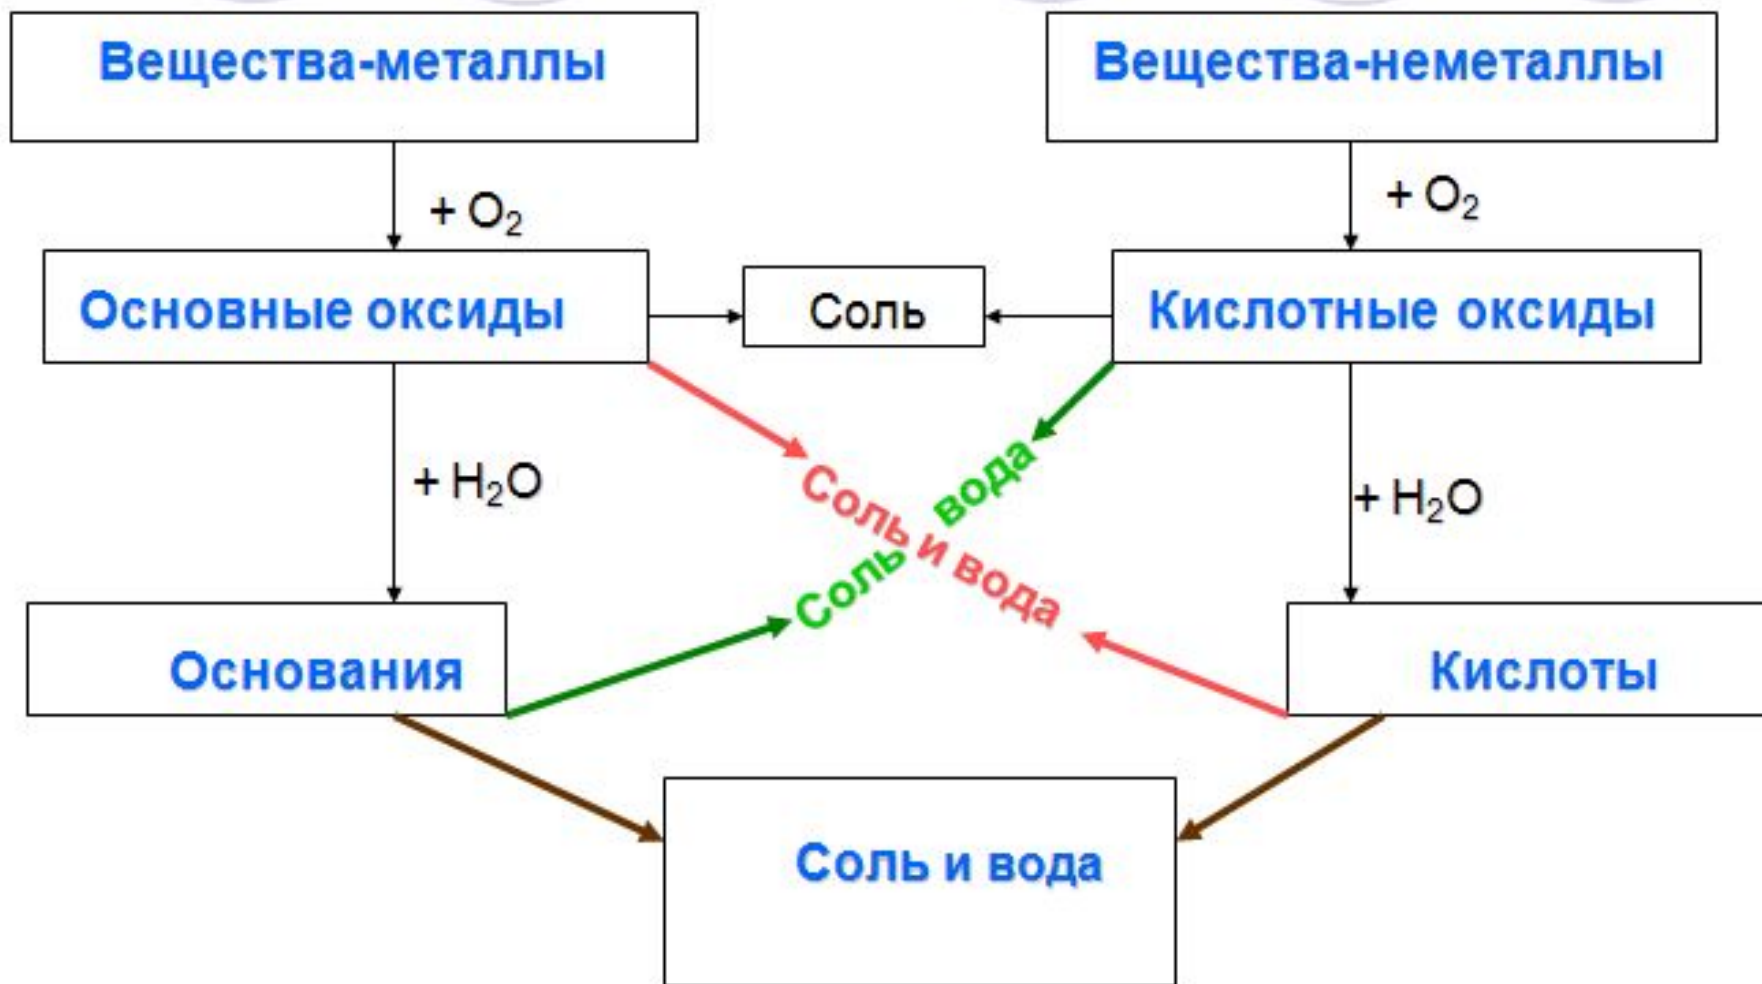 Вещества-металлы
Вещества-неметаллы
+ O₂
+ O₂
Основные оксиды
Соль
Кислотные оксиды
+ H₂O
+ H₂O
Соль и вода
Соль вода
Основания
Кислоты
Соль и вода